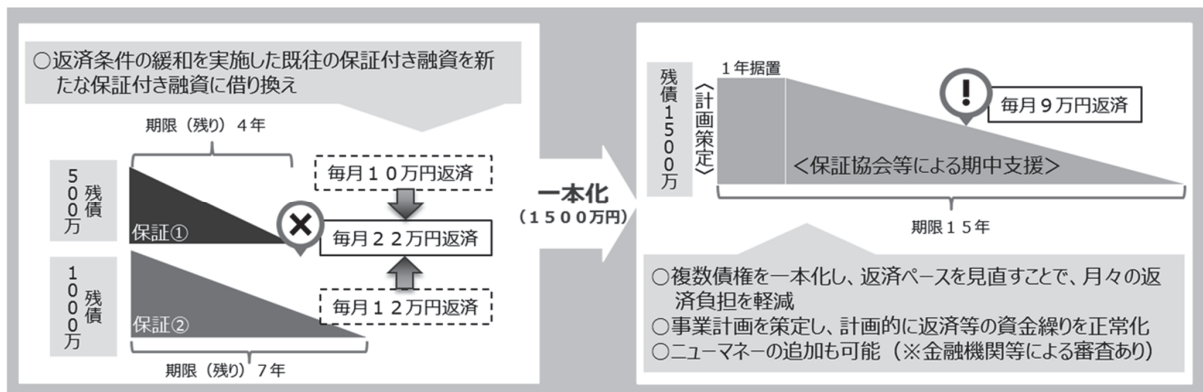 ○返済条件の緩和を実施した既往の保証付き融資を新
たな保証付き融資に借り換え
期限（残り）４年
残債
５００万
保証①
毎月１０万円返済
毎月２２万円返済
毎月１２万円返済
残債
１０００万
保証②
期限（残り）７年
一本化
（１５００万円）
残債１５００万
〈計画策定〉
１年据置
!
毎月９万円返済
＜保証協会等による期中支援＞
期限１５年
○複数債権を一本化し、返済ペースを見直すことで、月々の返
済負担を軽減
○事業計画を策定し、計画的に返済等の資金繰りを正常化
○ニューマネーの追加も可能（※金融機関等による審査あり）